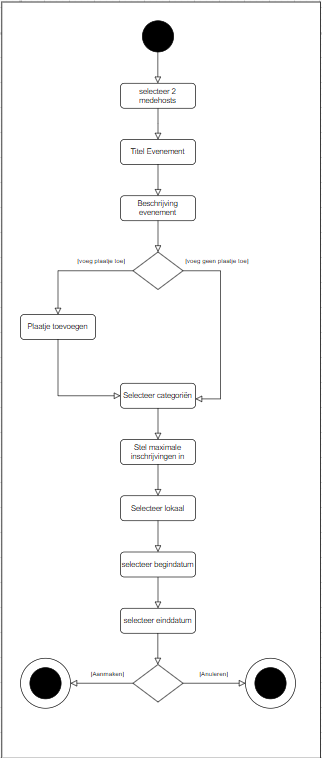 selecteer 2
medehosts
Titel Evenement
Beschrijving
evenement
[voeg plaatje toe]
[voeg geen plaatje toe]
Plaatje toevoegen
Selecteer categoriën
Stel maximale
inschrijvingen in
Selecteer lokaal
selecteer begindatum
selecteer einddatum
[Aanmaken]
[Anuleren]